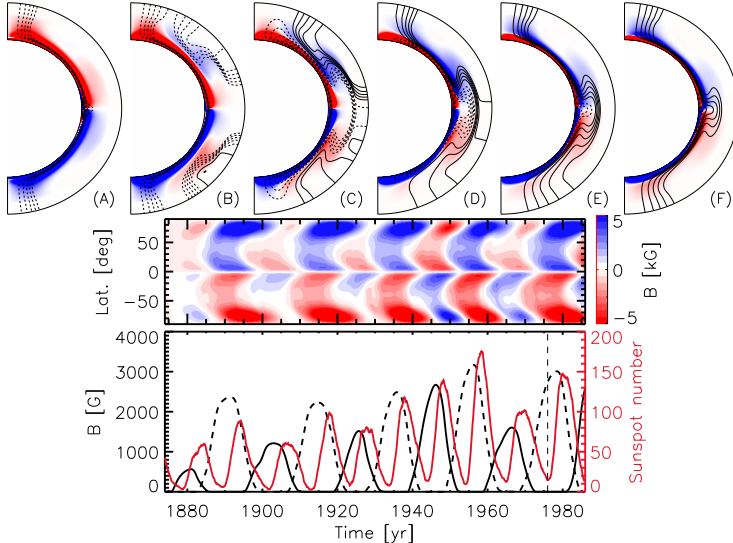 (A) (B) (C) (D) (E) (F)
50
0
−50
Lat. [deg]
5
0
−5
B [kG]
4000
3000
2000
1000
0
B [G]
200
150
100
50
0
Sunspot number
1880 1900 1920 1940 1960 1980
Time [yr]